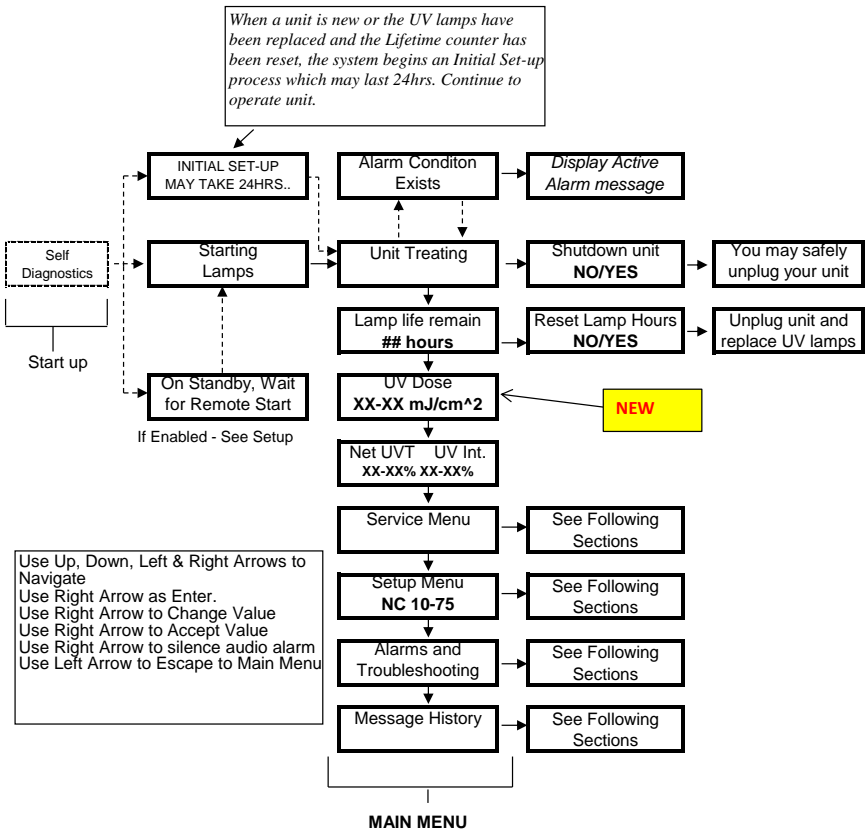 When a unit is new or the UV lamps have
been replaced and the Lifetime counter has
been reset, the system begins an Initial Set-up
process which may last 24hrs. Continue to
operate unit.
INITIAL SET-UP
MAY TAKE 24HRS..
Alarm Conditon
Exists
Display Active
Alarm message
Self
Diagnostics
Starting
Lamps
Unit Treating
Shutdown unit
NO/YES
You may safely
unplug your unit
Start up
Lamp life remain
## hours
Reset Lamp Hours
NO/YES
Unplug unit and
replace UV lamps
On Standby, Wait
for Remote Start
If Enabled - See Setup
UV Dose
XX-XX mJ/cm^2
NEW
Net UVT UV Int.
XX-XX% XX-XX%
Service Menu
See Following
Sections
Use Up, Down, Left & Right Arrows to
Navigate
Use Right Arrow as Enter.
Use Right Arrow to Change Value
Use Right Arrow to Accept Value
Use Right Arrow to silence audio alarm
Use Left Arrow to Escape to Main Menu
Setup Menu
NC 10-75
See Following
Sections
Alarms and
Troubleshooting
See Following
Sections
Message History
See Following
Sections
MAIN MENU